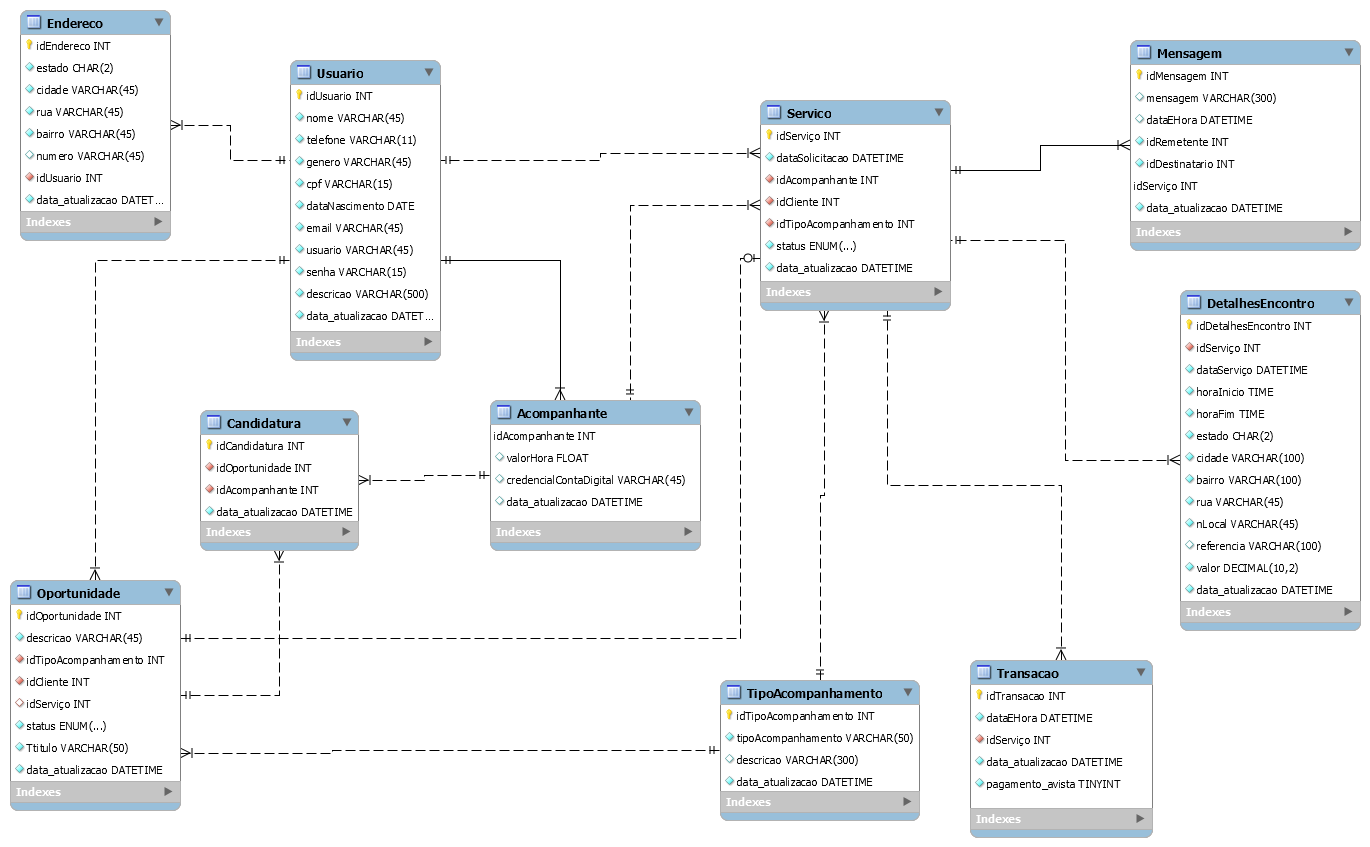 Endereco
idEndereco INT
estado CHAR(2)
cidade VARCHAR(45)
rua VARCHAR(45)
bairro VARCHAR(45)
numero VARCHAR(45)
idUsuario INT
data_atualizacao DATET...
Indexes
Usuario
idUsuario INT
nome VARCHAR(45)
telefone VARCHAR(11)
genero VARCHAR(45)
cpf VARCHAR(15)
dataNascimento DATE
email VARCHAR(45)
usuario VARCHAR(45)
senha VARCHAR(15)
descricao VARCHAR(500)
data_atualizacao DATET...
Indexes
Servico
idServiço INT
dataSolicitacao DATETIME
idAcompanhante INT
idCliente INT
idTipoAcompanhamento INT
status ENUM(...)
data_atualizacao DATETIME
Indexes
Mensagem
idMensagem INT
mensagem VARCHAR(300)
dataEHora DATETIME
idRemetente INT
idDestinatario INT
idServiço INT
data_atualizacao DATETIME
Indexes
DetalhesEncontro
idDetalhesEncontro INT
idServiço INT
dataServiço DATETIME
horaInicio TIME
horaFim TIME
estado CHAR(2)
cidade VARCHAR(100)
bairro VARCHAR(100)
rua VARCHAR(45)
nLocal VARCHAR(45)
referencia VARCHAR(100)
valor DECIMAL(10,2)
data_atualizacao DATETIME
Indexes
Candidatura
idCandidatura INT
idOportunidade INT
idAcompanhante INT
data_atualizacao DATETIME
Indexes
Acompanhante
idAcompanhante INT
valorHora FLOAT
credencialContaDigital VARCHAR(45)
data_atualizacao DATETIME
Indexes
Oportunidade
idOportunidade INT
descricao VARCHAR(45)
idTipoAcompanhamento INT
idCliente INT
idServiço INT
status ENUM(...)
Ttitulo VARCHAR(50)
data_atualizacao DATETIME
Indexes
TipoAcompanhamento
idTipoAcompanhamento INT
tipoAcompanhamento VARCHAR(50)
descricao VARCHAR(300)
data_atualizacao DATETIME
Indexes
Transacao
idTransacao INT
dataEHora DATETIME
idServiço INT
data_atualizacao DATETIME
pagamento_avista TINYINT
Indexes